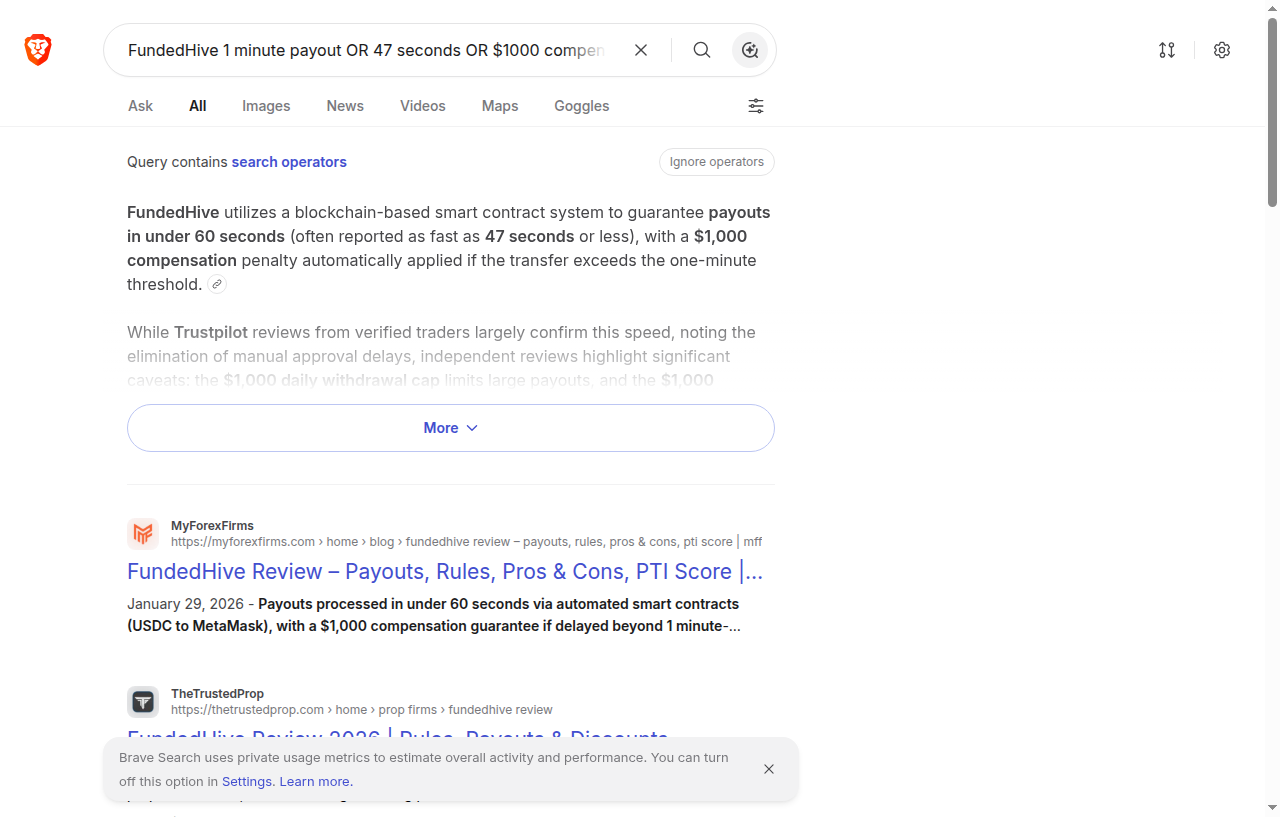 FundedHive 1 minute payout OR 47 seconds OR $1000 compen
Ask All Images News Videos Maps Goggles
Query contains search operators
Ignore operators
FundedHive utilizes a blockchain-based smart contract system to guarantee payouts
in under 60 seconds (often reported as fast as 47 seconds or less), with a $1,000
compensation penalty automatically applied if the transfer exceeds the one-minute
threshold.
While Trustpilot reviews from verified traders largely confirm this speed, noting the
elimination of manual approval delays, independent reviews highlight significant
caveats: the $1,000 daily withdrawal cap limits large payouts, and the $1,000
More
MyForexFirms
https://myforexfirms.com › home › blog › fundedhive review – payouts, rules, pros & cons, pti score | mff
FundedHive Review – Payouts, Rules, Pros & Cons, PTI Score |...
January 29, 2026 - Payouts processed in under 60 seconds via automated smart contracts
(USDC to MetaMask), with a $1,000 compensation guarantee if delayed beyond 1 minute-...
TheTrustedProp
https://thetrustedprop.com › home › prop firms › fundedhive review
FundedHive Review 2026 | Rules, Payouts & Discounts
Brave Search uses private usage metrics to estimate overall activity and performance. You can turn
off this option in Settings. Learn more.